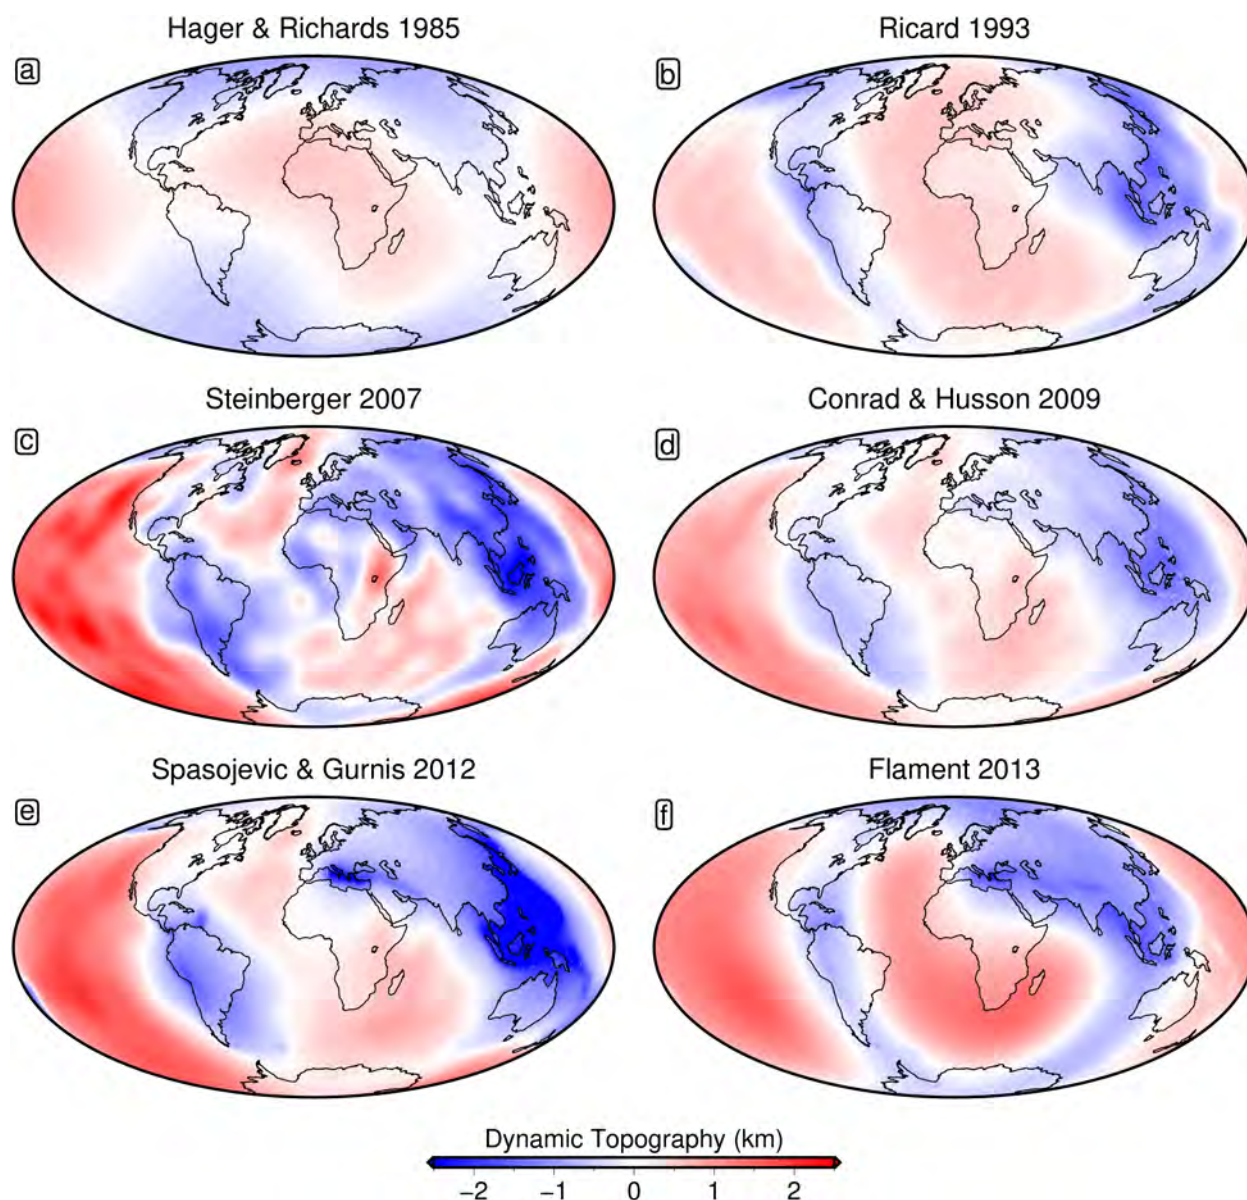 Hager & Richards 1985
Ricard 1993
a
b
Steinberger 2007
Conrad & Husson 2009
c
d
Spasojevic & Gurnis 2012
Flament 2013
e
f
Dynamic Topography (km)
−2 −1 0 1 2